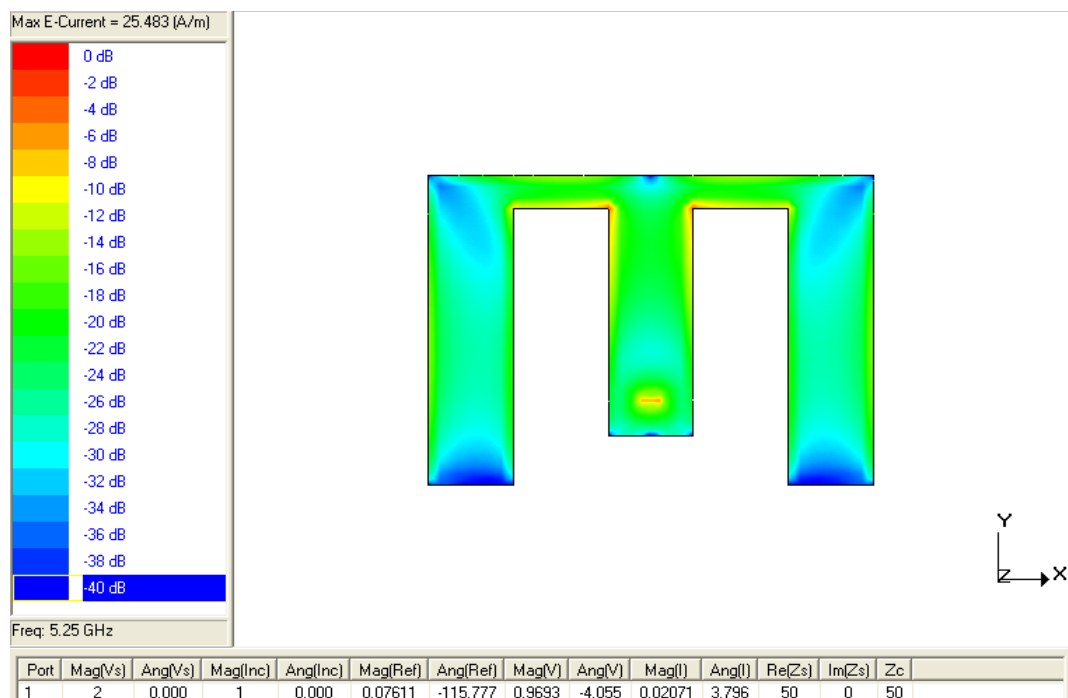 Max E-Current = 25.483 (A/m)
0 dB
-2 dB
-4 dB
-6 dB
-8 dB
-10 dB
-12 dB
-14 dB
-16 dB
-18 dB
-20 dB
-22 dB
-24 dB
-26 dB
-28 dB
-30 dB
-32 dB
-34 dB
-36 dB
-38 dB
-40 dB
Freq: 5.25 GHz
Y
Z X
Port Mag(Vs) Ang(Vs) Mag(Inc) Ang(Inc) Mag(Ref) Ang(Ref) Mag(V) Ang(V) Mag(I) Ang(I) Re(Zs) Im(Zs) Zc
1 2 0.000 1 0.000 0.07611 -115.777 0.9693 -4.055 0.02071 3.796 50 0 50